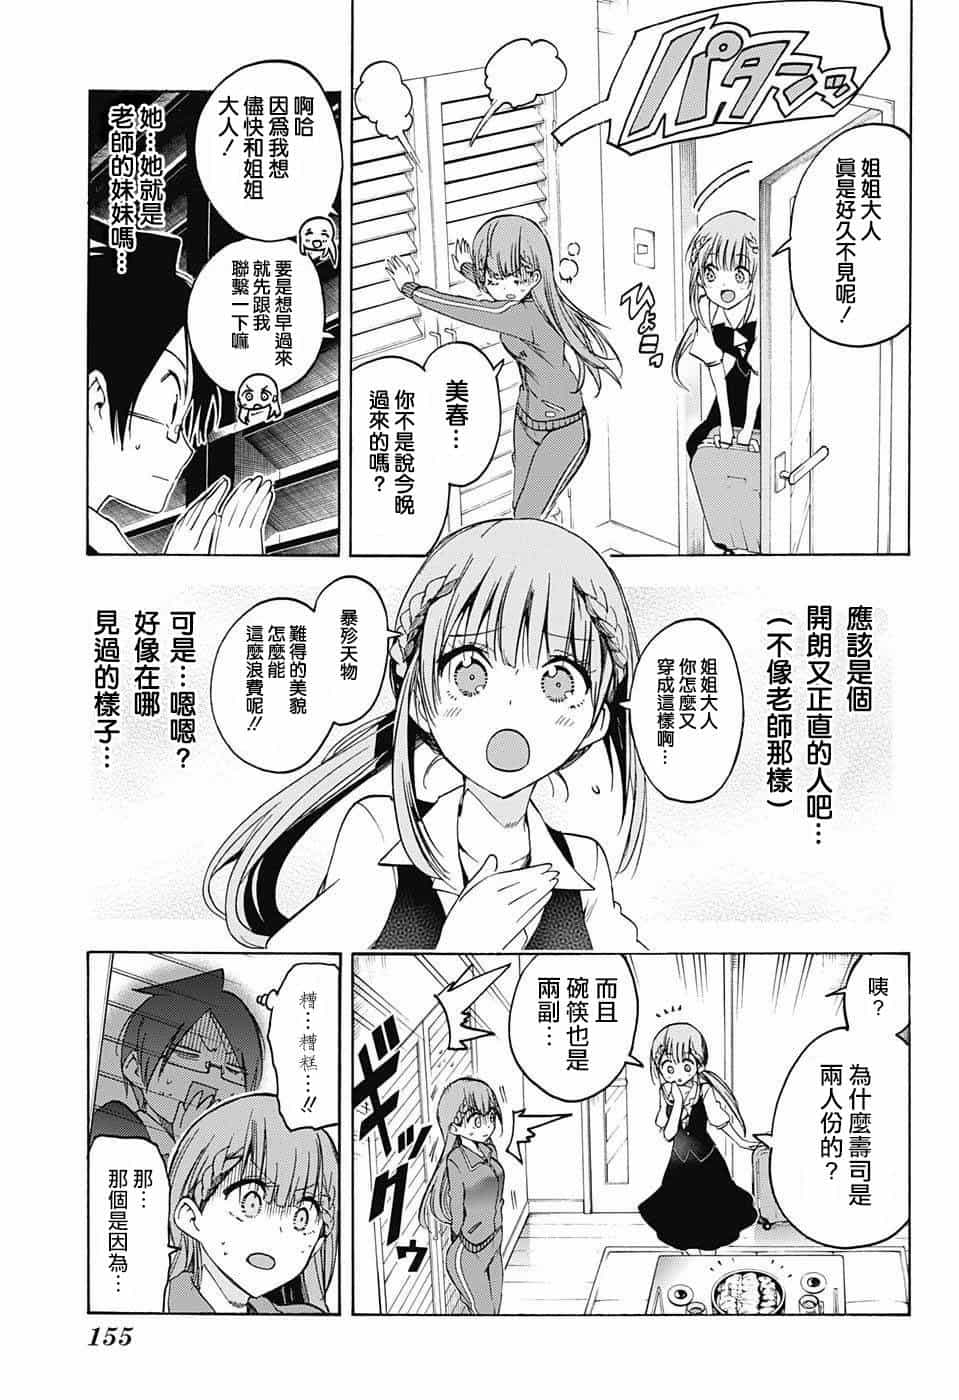 パタンッ
姐姐大人
眞是好久不見呢！
ひょこっ
美春…
你不是說今晚
過來的嗎？
啊哈
因爲我想
儘快和姐姐
大人！
要是想早過來
就先跟我
聯繫一下嘛
她…她就是
老師的妹妹嗎…
應該是個
開朗又正直的人吧…
（不像老師那樣）
姐姐大人
你怎麼又
穿成這樣啊…
難得的美貌
怎麼能
這麼浪費呢!!
暴殄天物
可是…嗯嗯？
好像在哪
見過的樣子…
咦？
為什麼壽司是
兩人份的？
而且
碗筷也是
兩副…
ギクッゥ
糟…糟糕…!!
那…
那個是因為…
155